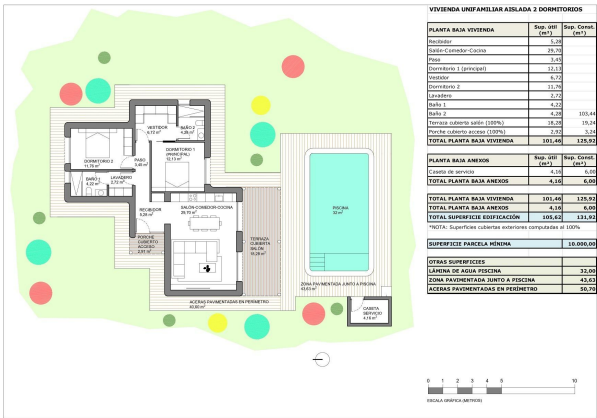 VIVIENDA UNIFAMILIAR AISLADA 2 DORMITORIOS
PLANTA BAJA VIVIENDA Sup. útil (m²) Sup. Const. (m²)
Recibidor 5,28
Salón-Comedor-Cocina 29,70
Paso 3,45
Dormitorio 1 (principal) 12,13
Vestidor 6,72
Dormitorio 2 11,76
Lavadero 2,72
Baño 1 4,22
Baño 2 4,28 103,44
Terraza cubierta salón (100%) 18,28 19,24
Porche cubierto acceso (100%) 2,92 3,24
TOTAL PLANTA BAJA VIVIENDA 101,46 125,92
PLANTA BAJA ANEXOS Sup. útil (m²) Sup. Const. (m²)
Caseta de servicio 4,16 6,00
TOTAL PLANTA BAJA ANEXOS 4,16 6,00
TOTAL PLANTA BAJA VIVIENDA 101,46 125,92
TOTAL PLANTA BAJA ANEXOS 4,16 6,00
TOTAL SUPERFICIE EDIFICACIÓN 105,62 131,92
*NOTA: Superficies cubiertas exteriores computadas al 100%
SUPERFICIE PARCELA MÍNIMA 10.000,00
OTRAS SUPERFICIES
LÁMINA DE AGUA PISCINA 32,00
ZONA PAVIMENTADA JUNTO A PISCINA 43,63
ACERAS PAVIMENTADAS EN PERÍMETRO 50,70
VESTIDOR
6,72 m²
BAÑO 2
4,28 m²
DORMITORIO 2
11,76 m²
PASO
3,45 m²
DORMITORIO 1
(PRINCIPAL)
12,13 m²
BAÑO 1
4,22 m²
LAVADERO
2,72 m²
RECIBIDOR
5,28 m²
SALÓN-COMEDOR-COCINA
29,70 m²
PISCINA
32 m²
PORCHE
CUBIERTO
ACCESO
2,91 m²
TERRAZA
CUBIERTA
SALÓN
18,28 m²
ZONA PAVIMENTADA JUNTO A PISCINA
43,63 m²
ACERAS PAVIMENTADAS EN PERÍMETRO
CASETA
SERVICIO
4,16 m²
0 1 2 3 4 5 10
ESCALA GRÁFICA (METROS)